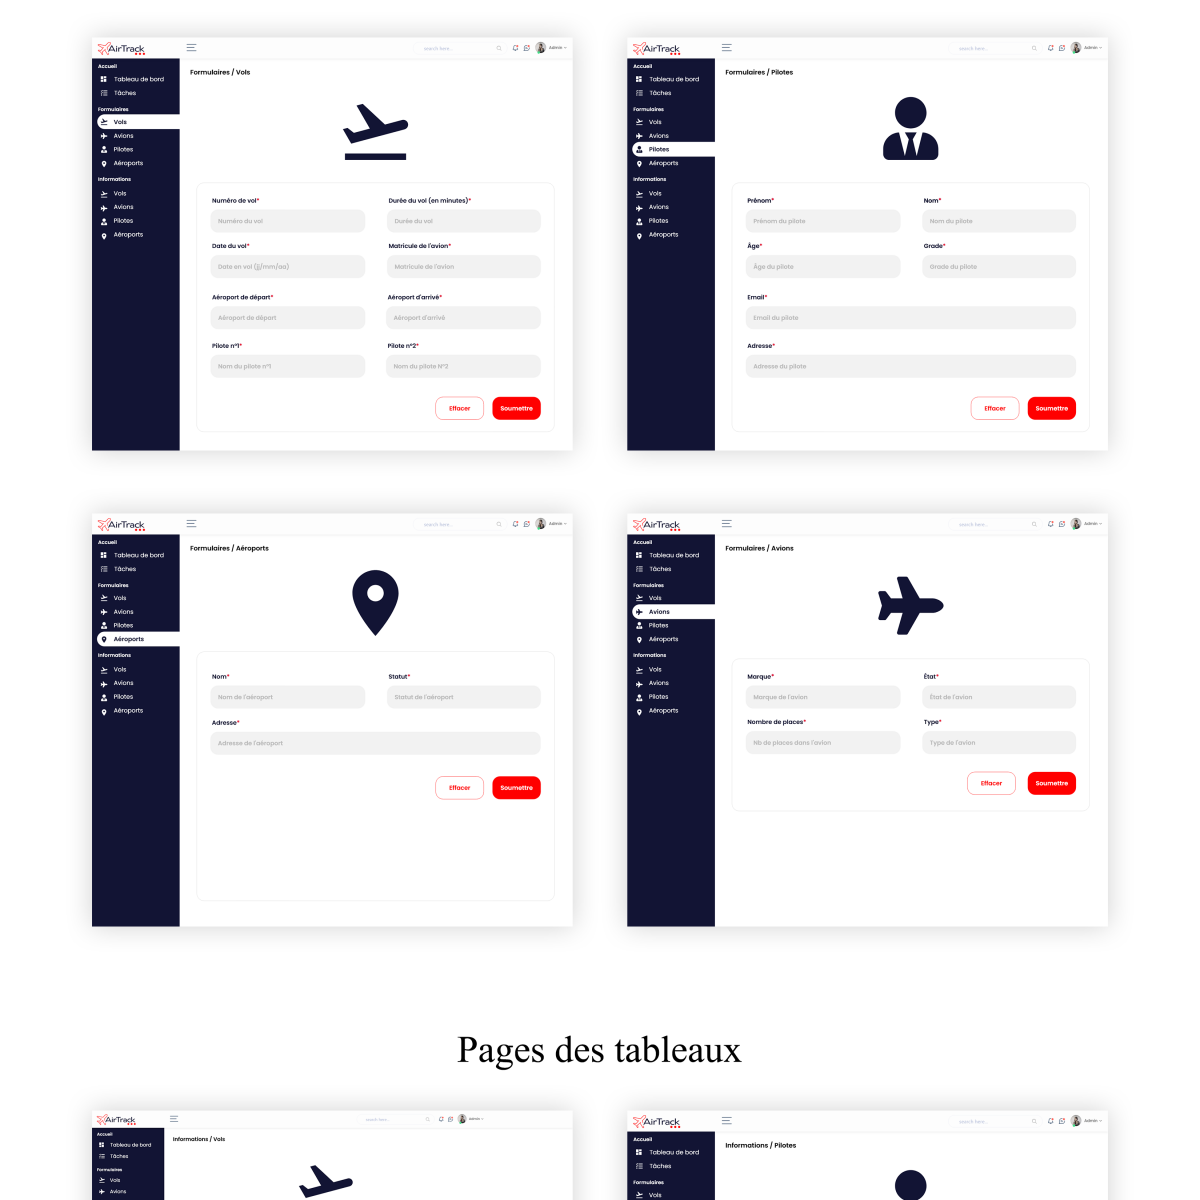 AirTrack
search here...
Admin
Accueil
Tableau de bord
Tâches
Formulaires
Vols
Avions
Pilotes
Aéroports
Informations
Vols
Avions
Pilotes
Aéroports
Formulaires / Vols
Numéro de vol*
Durée du vol (en minutes)*
Numéro du vol
Durée du vol
Date du vol*
Matricule de l'avion*
Date en vol (jj/mm/aa)
Matricule de l'avion
Aéroport de départ*
Aéroport d'arrivé*
Aéroport de départ
Aéroport d'arrivé
Pilote n°1*
Pilote n°2*
Nom du pilote n°1
Nom du pilote N°2
Effacer
Soumettre
AirTrack
search here...
Admin
Accueil
Tableau de bord
Tâches
Formulaires
Vols
Avions
Pilotes
Aéroports
Informations
Vols
Avions
Pilotes
Aéroports
Formulaires / Pilotes
Prénom*
Nom*
Prénom du pilote
Nom du pilote
Âge*
Grade*
Âge du pilote
Grade du pilote
Email*
Email du pilote
Adresse*
Adresse du pilote
Effacer
Soumettre
AirTrack
search here...
Admin
Accueil
Tableau de bord
Tâches
Formulaires
Vols
Avions
Pilotes
Aéroports
Informations
Vols
Avions
Pilotes
Aéroports
Formulaires / Aéroports
Nom*
Statut*
Nom de l'aéroport
Statut de l'aéroport
Adresse*
Adresse de l'aéroport
Effacer
Soumettre
AirTrack
search here...
Admin
Accueil
Tableau de bord
Tâches
Formulaires
Vols
Avions
Pilotes
Aéroports
Informations
Vols
Avions
Pilotes
Aéroports
Formulaires / Avions
Marque*
État*
Marque de l'avion
État de l'avion
Nombre de places*
Type*
Nb de places dans l'avion
Type de l'avion
Effacer
Soumettre
Pages des tableaux
AirTrack
search here...
Admin
Accueil
Tableau de bord
Tâches
Formulaires
Vols
Avions
Informations / Vols
AirTrack
search here...
Admin
Accueil
Tableau de bord
Tâches
Formulaires
Vols
Informations / Pilotes